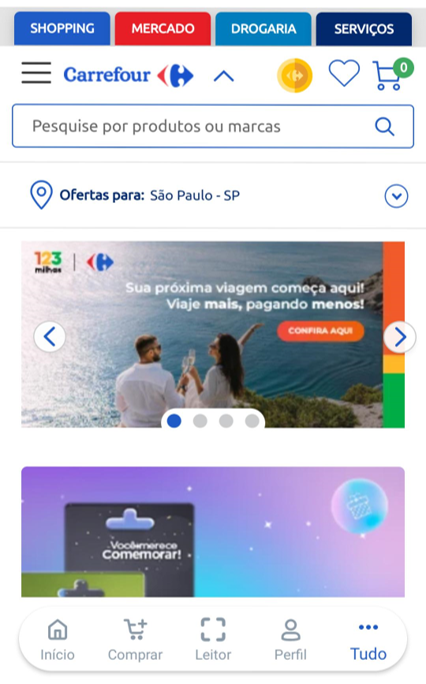 SHOPPING
MERCADO
DROGARIA
SERVIÇOS
Carrefour
0
Pesquise por produtos ou marcas
Ofertas para: São Paulo - SP
123
milhas
Sua próxima viagem começa aqui!
Viaje mais, pagando menos!
CONFIRA AQUI
Você merece
Comemorar!
Início
Comprar
Leitor
Perfil
Tudo